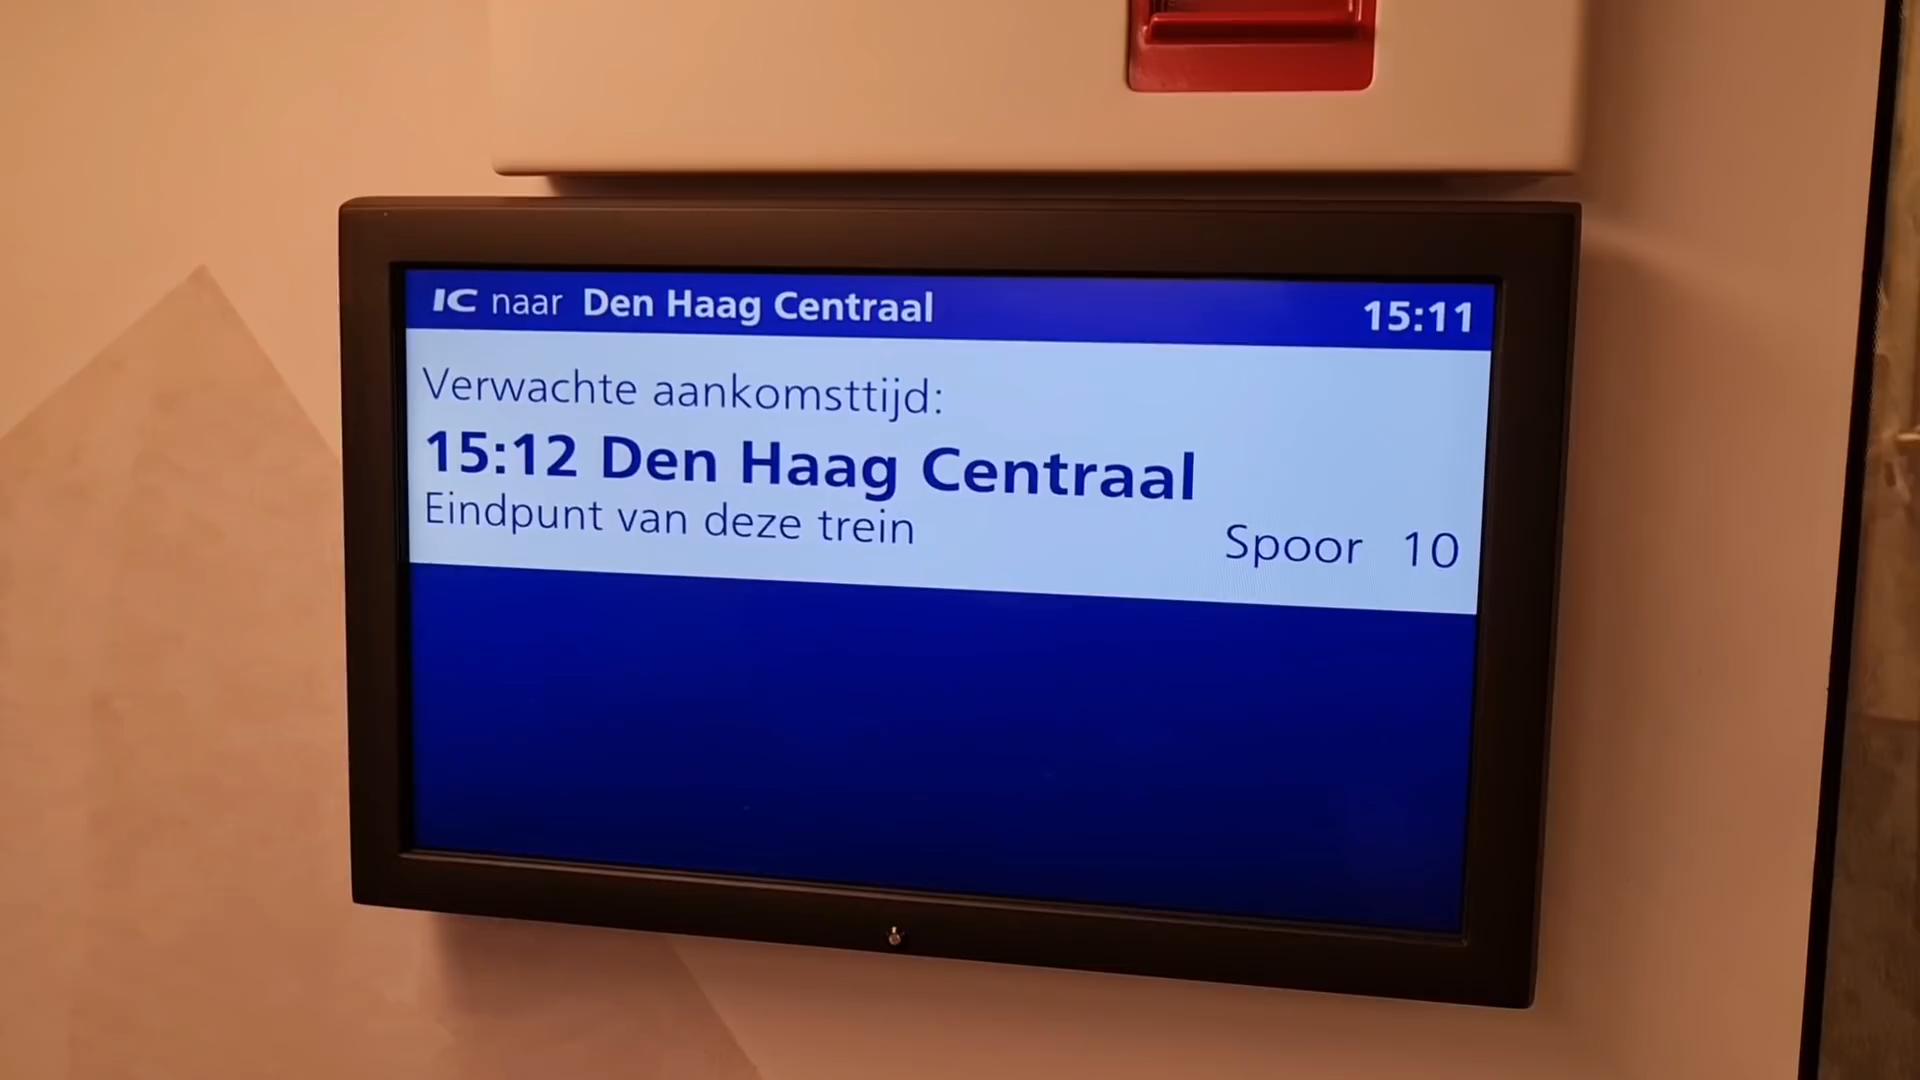 IC naar Den Haag Centraal 15:11
Verwachte aankomsttijd:
15:12 Den Haag Centraal
Eindpunt van deze trein Spoor 10